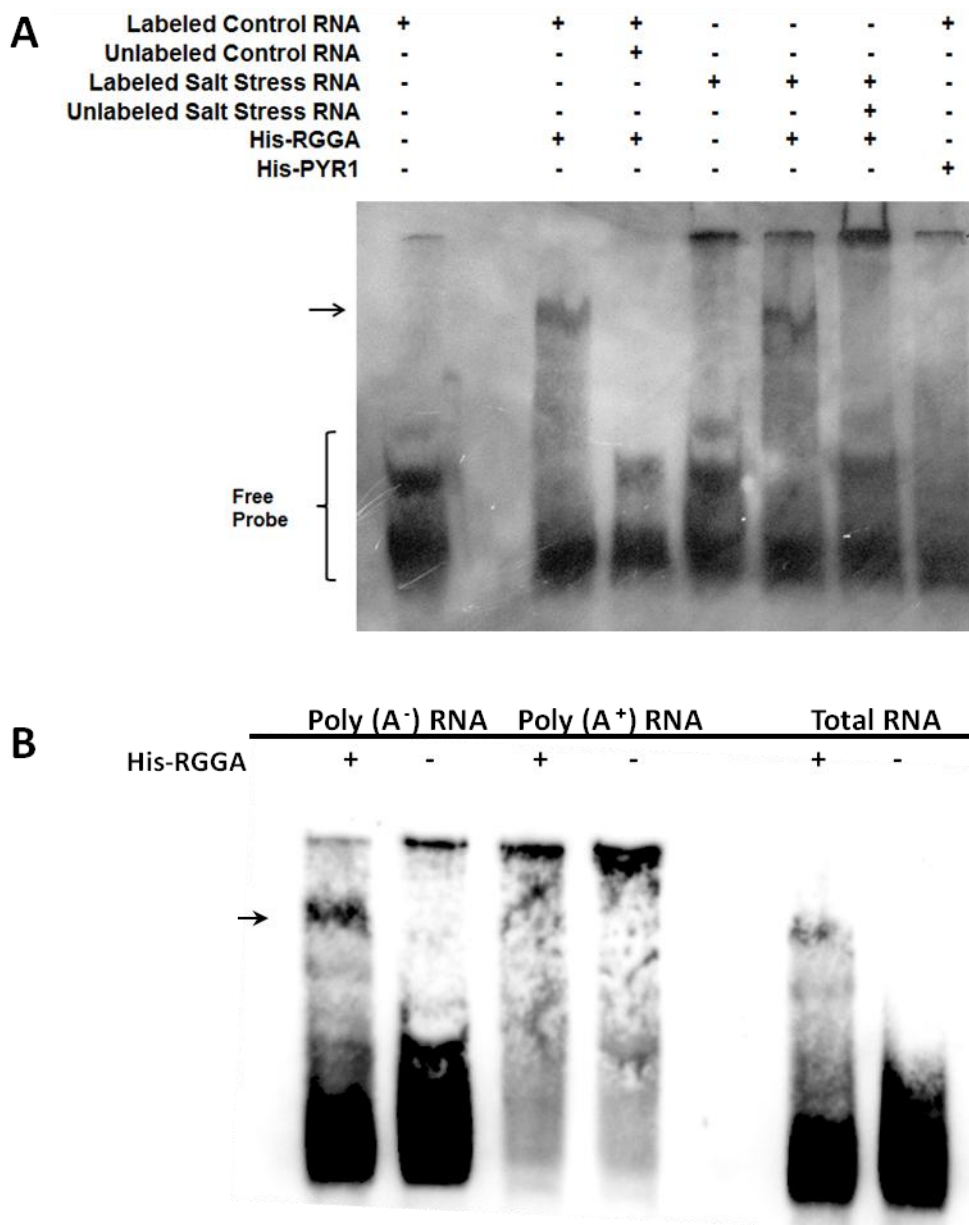 A
Labeled Control RNA + + + - - - +
Unlabeled Control RNA - - + - - - -
Labeled Salt Stress RNA - - - + + + -
Unlabeled Salt Stress RNA - - - - - + -
His-RGGA - + + - + + -
His-PYR1 - - - - - - +
Free
Probe
B
Poly (A⁻) RNA Poly (A⁺) RNA Total RNA
His-RGGA + - + - + -